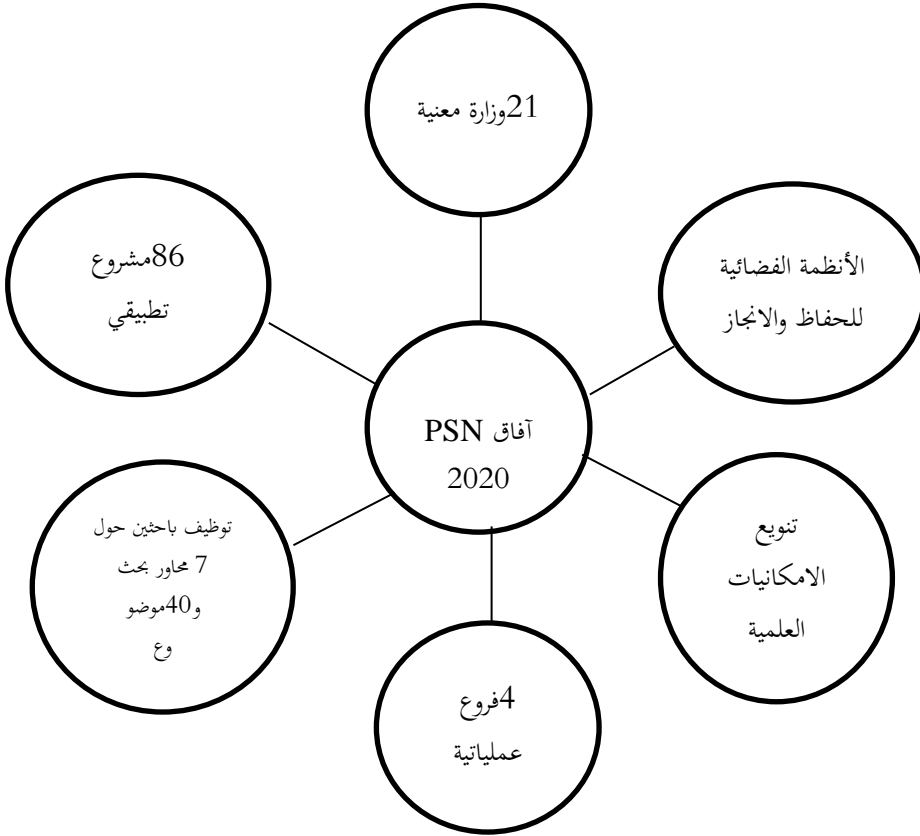 21وزارة معنية
الأنظمة الفضائية
للحفاظ والانجاز
86مشروع
تطبيقي
آفاق PSN
2020
توظيف باحثين حول
7 محاور بحث
و40موضو
وع
تنويع
الامكانيات
العلمية
4فروع
عملياتية